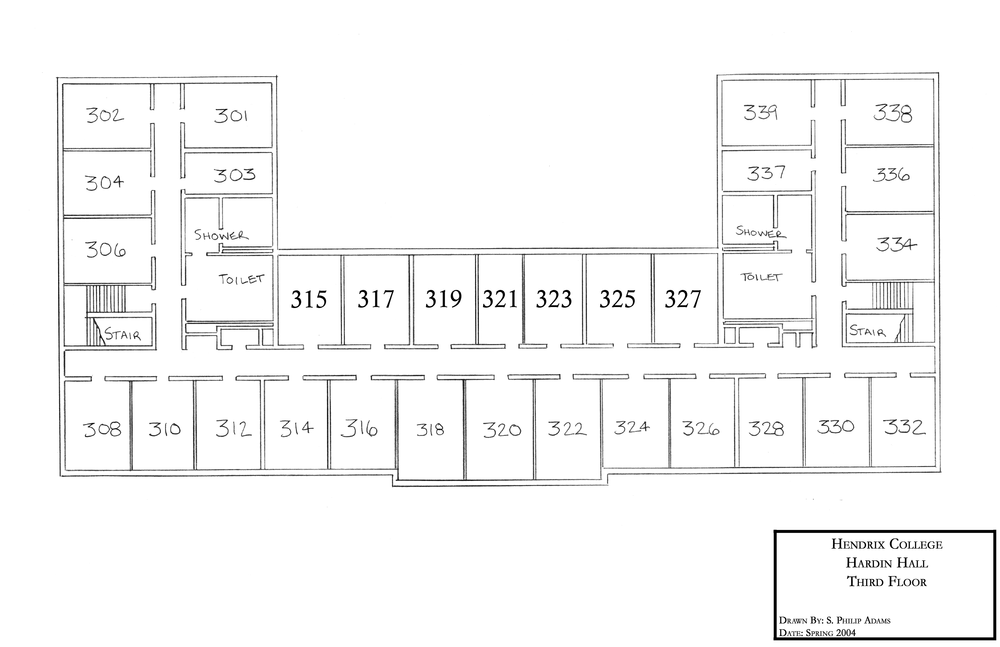 302
301
339
338
304
303
337
336
306
SHOWER
SHOWER
334
TOILET
TOILET
315
317
319
321
323
325
327
STAIR
STAIR
308
310
312
314
316
318
320
322
324
326
328
330
332
HENDRIX COLLEGE
HARDIN HALL
THIRD FLOOR
DRAWN BY: S. PHILIP ADAMS
DATE: SPRING 2004